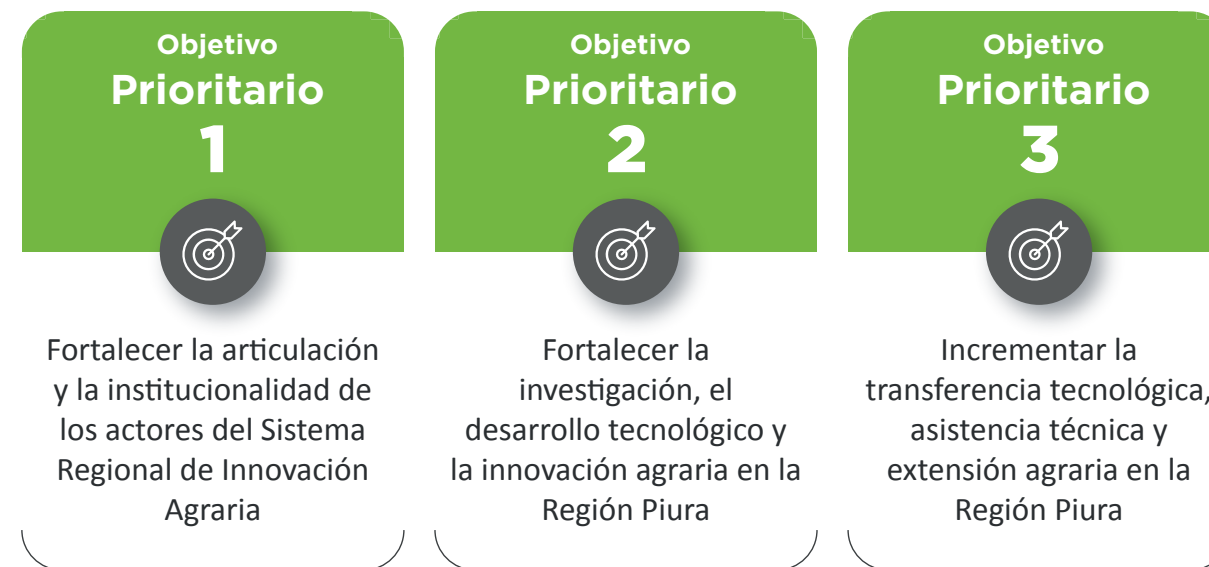 Objetivo
Prioritario
1
Fortalecer la articulación
y la institucionalidad de
los actores del Sistema
Regional de Innovación
Agraria
Objetivo
Prioritario
2
Fortalecer la
investigación, el
desarrollo tecnológico y
la innovación agraria en la
Región Piura
Objetivo
Prioritario
3
Incrementar la
transferencia tecnológica,
asistencia técnica y
extensión agraria en la
Región Piura